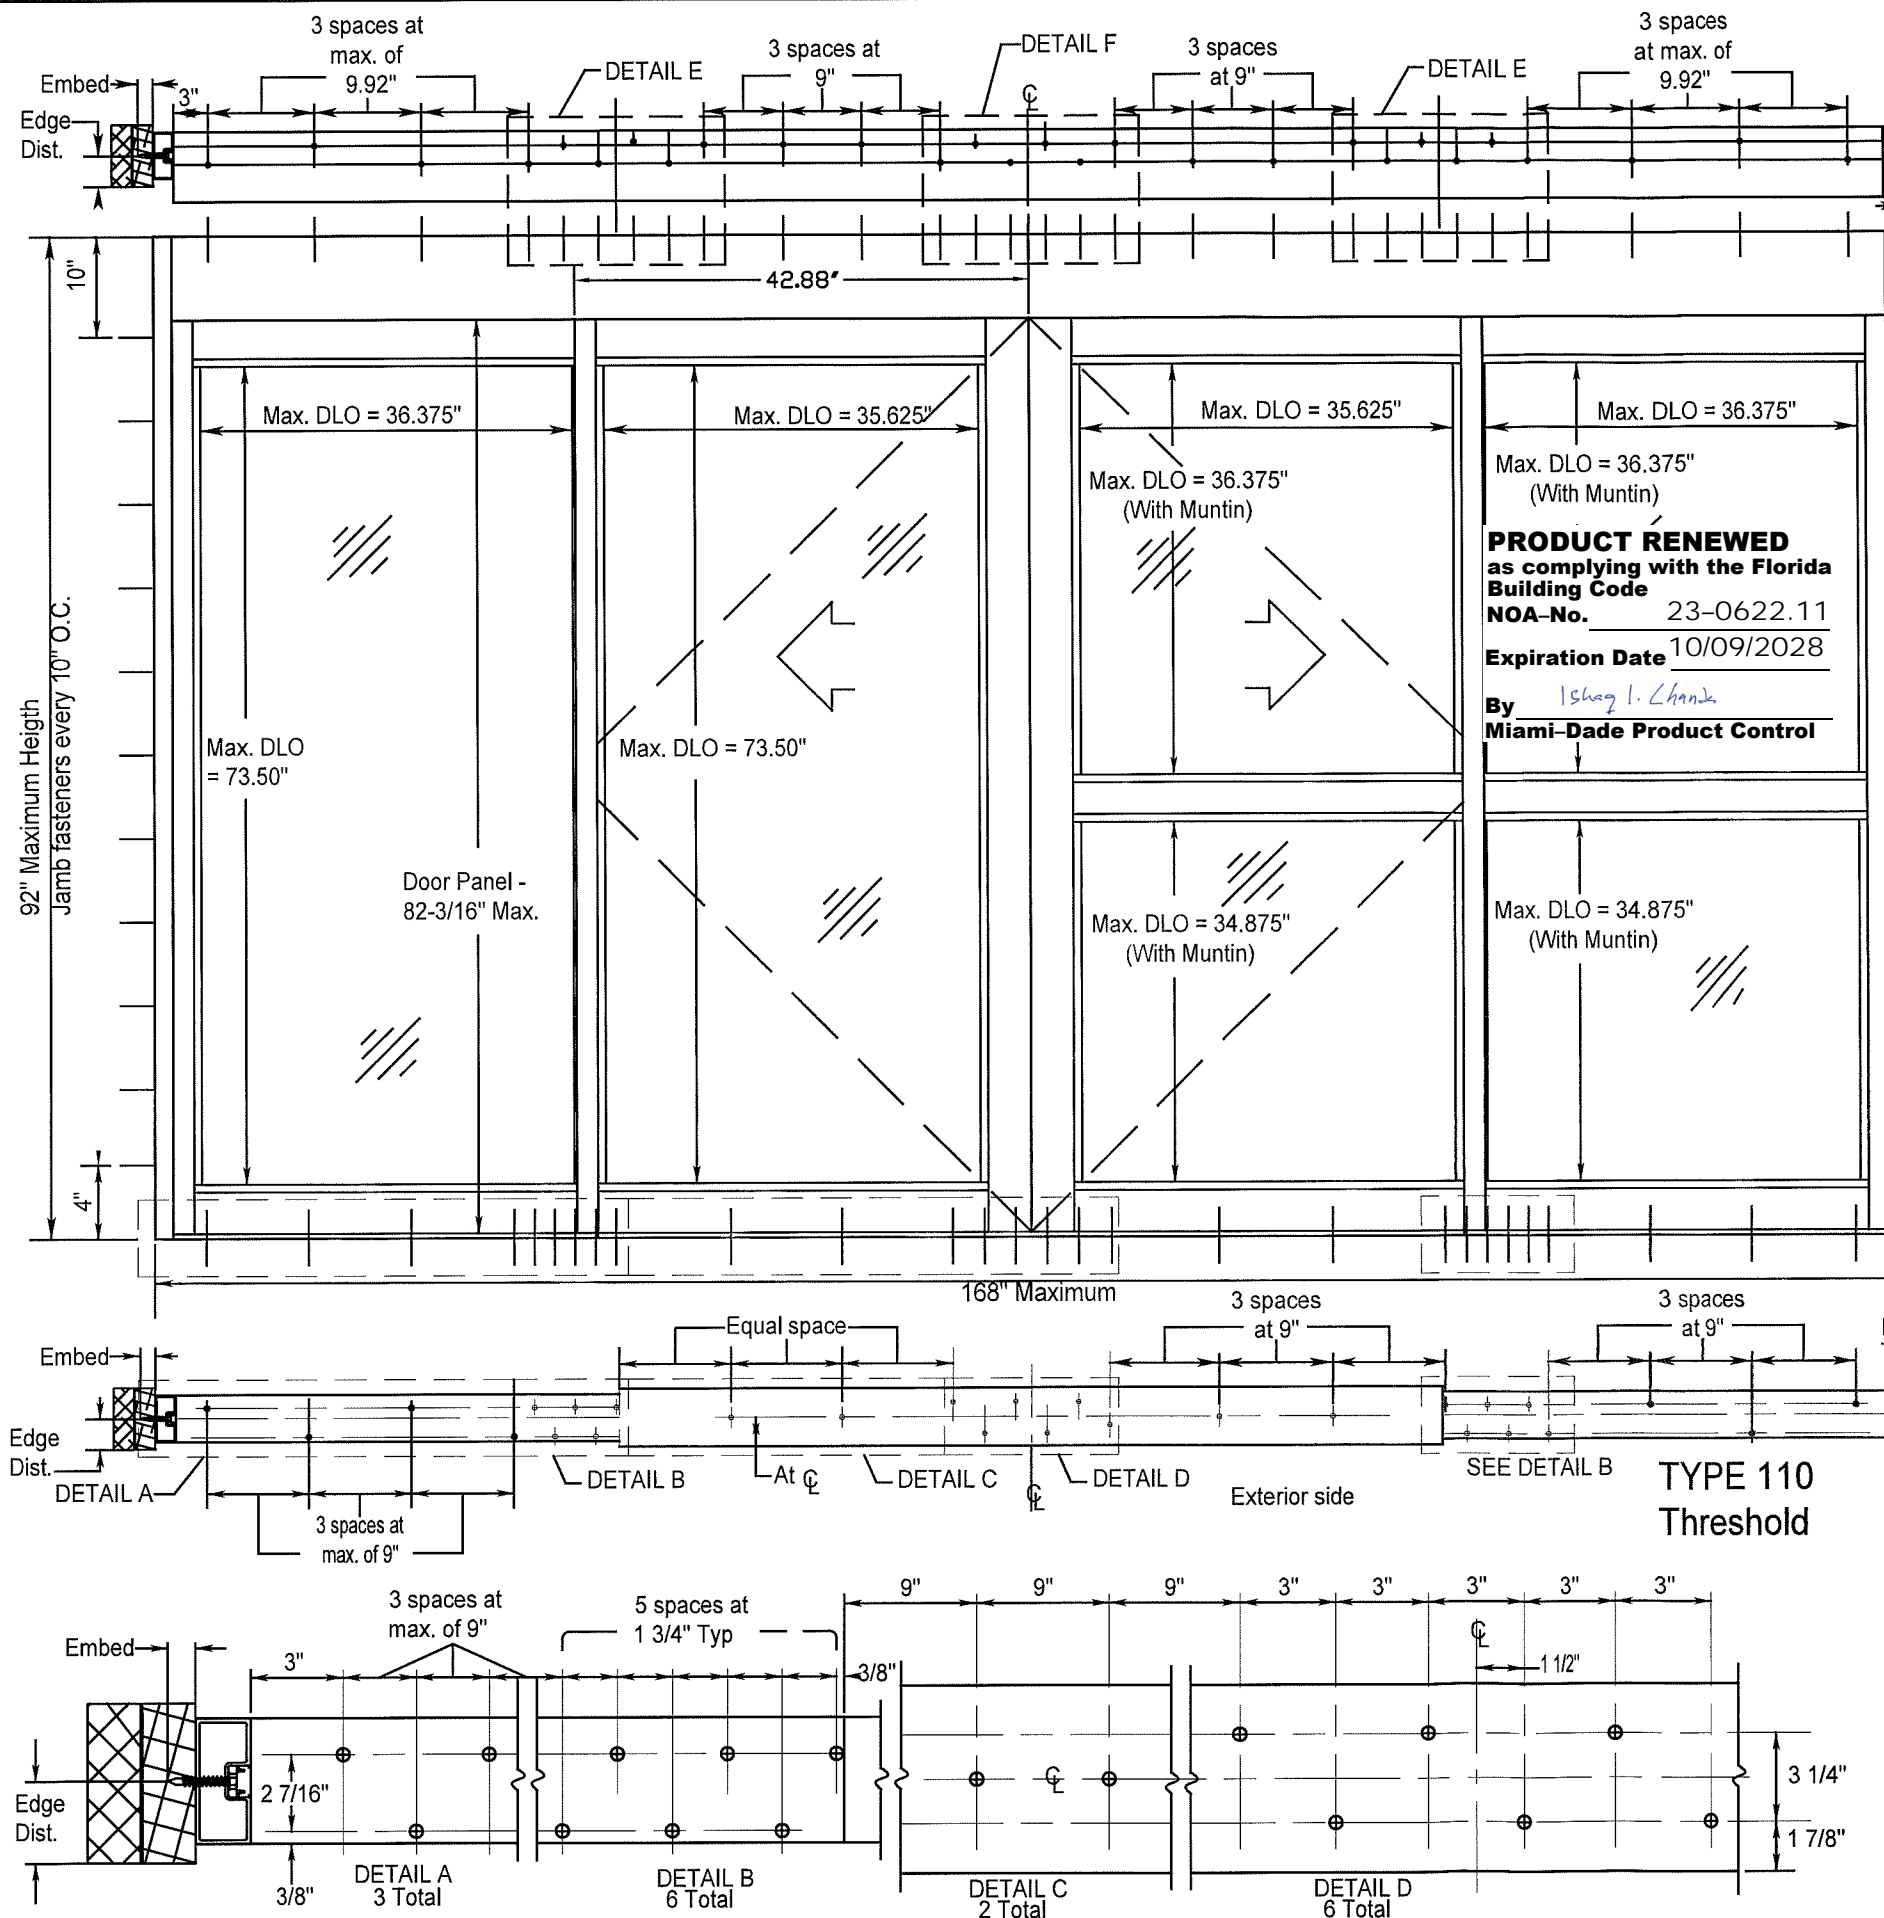 3 spaces at
max. of
9.92"
3 spaces at
9"
DETAIL F
3 spaces
at 9"
3 spaces
at max. of
9.92"
Embed
3"
DETAIL E
DETAIL E
Edge
Dist.
℄
10"
42.88"
Max. DLO = 36.375"
Max. DLO = 35.625"
Max. DLO = 35.625"
Max. DLO = 36.375"
Max. DLO = 36.375"
(With Muntin)
Max. DLO = 36.375"
(With Muntin)
PRODUCT RENEWED
as complying with the Florida
Building Code
NOA–No. 23–0622.11
Expiration Date 10/09/2028
By Ishaq I. Chanda
Miami–Dade Product Control
92" Maximum Heigth
Jamb fasteners every 10" O.C.
Max. DLO
= 73.50"
Max. DLO = 73.50"
Door Panel -
82-3/16" Max.
Max. DLO = 34.875"
(With Muntin)
Max. DLO = 34.875"
(With Muntin)
4"
168" Maximum
Embed
Equal space
3 spaces
at 9"
3 spaces
at 9"
Edge
Dist.
DETAIL A
DETAIL B
At ℄
DETAIL C
℄
DETAIL D
Exterior side
SEE DETAIL B
TYPE 110
Threshold
3 spaces at
max. of 9"
Embed
3"
3 spaces at
max. of 9"
5 spaces at
1 3/4" Typ
3/8"
9"
9"
9"
3"
3"
3"
3"
3"
℄
1 1/2"
Edge
Dist.
2 7/16"
℄
3 1/4"
1 7/8"
3/8"
DETAIL A
3 Total
DETAIL B
6 Total
DETAIL C
2 Total
DETAIL D
6 Total